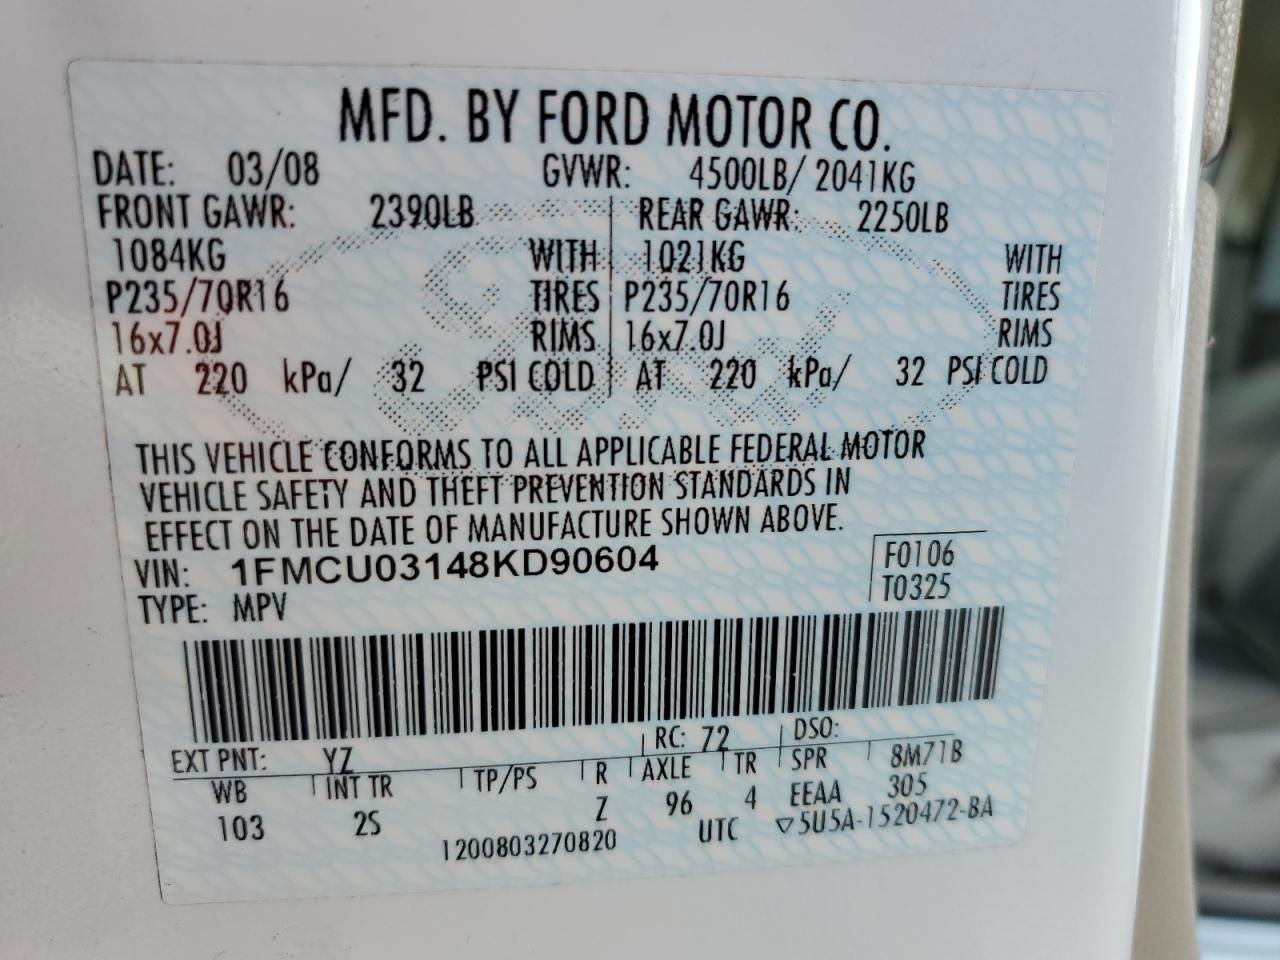 MFD. BY FORD MOTOR CO.
DATE: 03/08 GVWR: 4500LB/ 2041KG
FRONT GAWR: 2390LB REAR GAWR: 2250LB
1084KG WITH 1021KG WITH
P235/70R16 TIRES P235/70R16 TIRES
16x7.0J RIMS 16x7.0J RIMS
AT 220 kPa/ 32 PSI COLD AT 220 kPa/ 32 PSI COLD
THIS VEHICLE CONFORMS TO ALL APPLICABLE FEDERAL MOTOR
VEHICLE SAFETY AND THEFT PREVENTION STANDARDS IN
EFFECT ON THE DATE OF MANUFACTURE SHOWN ABOVE.
VIN: 1FMCU03148KD90604 F0106
TYPE: MPV T0325
EXT PNT: YZ RC: 72 DSO:
WB INT TR TP/PS R AXLE TR SPR 8M71B
103 2S Z 96 4 EEAA 305
1200803270820 UTC ▽5U5A-1520472-BA